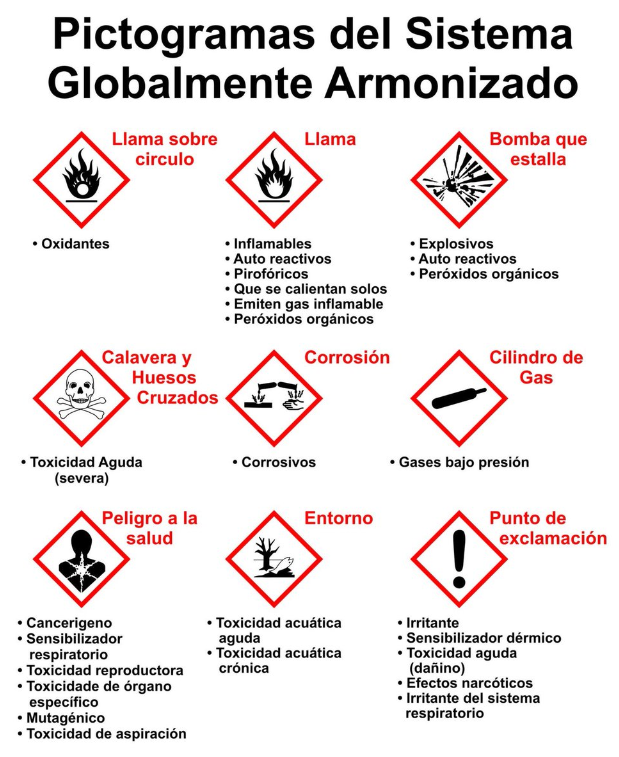 Pictogramas del Sistema
Globalmente Armonizado
Llama sobre
circulo
• Oxidantes
Llama
• Inflamables
• Auto reactivos
• Pirofóricos
• Que se calientan solos
• Emiten gas inflamable
• Peróxidos orgánicos
Bomba que
estalla
• Explosivos
• Auto reactivos
• Peróxidos orgánicos
Calavera y
Huesos
Cruzados
• Toxicidad Aguda
(severa)
Corrosión
• Corrosivos
Cilindro de
Gas
• Gases bajo presión
Peligro a la
salud
• Cancerigeno
• Sensibilizador
respiratorio
• Toxicidad reproductora
• Toxicidade de órgano
específico
• Mutagénico
• Toxicidad de aspiración
Entorno
• Toxicidad acuática
aguda
• Toxicidad acuática
crónica
Punto de
exclamación
• Irritante
• Sensibilizador dérmico
• Toxicidad aguda
(dañino)
• Efectos narcóticos
• Irritante del sistema
respiratorio